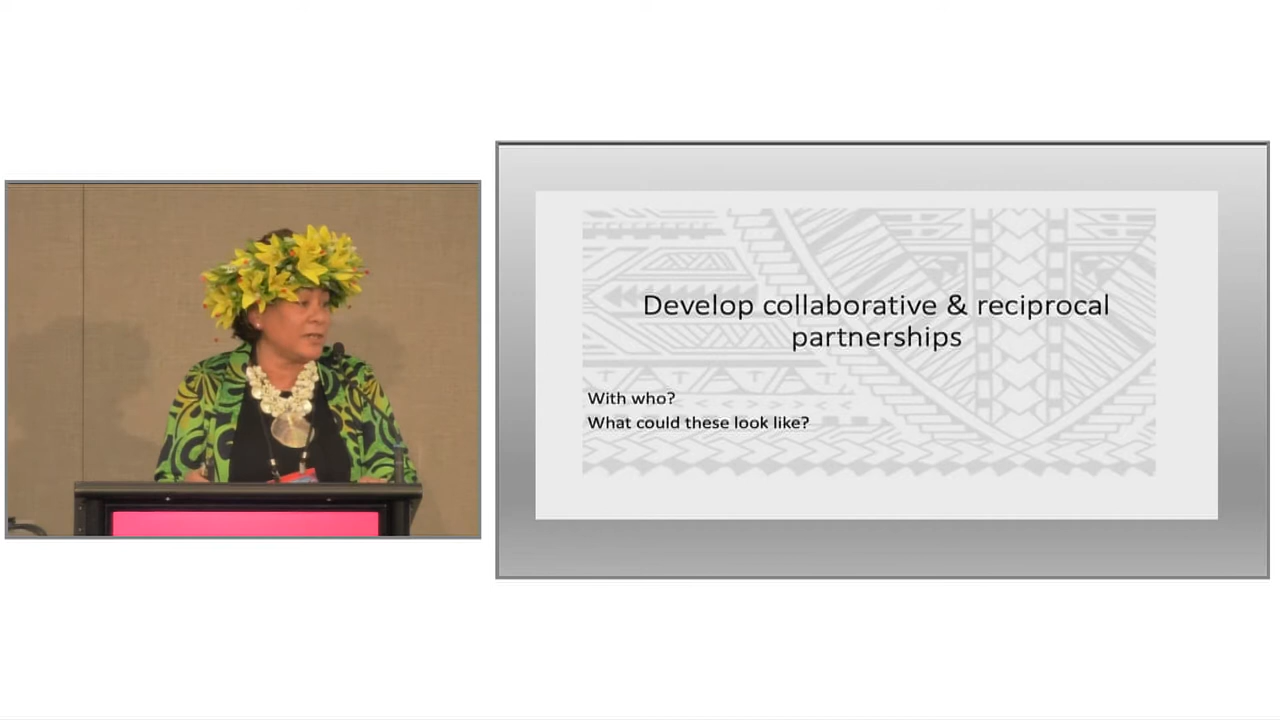 Develop collaborative & reciprocal
partnerships
With who?
What could these look like?